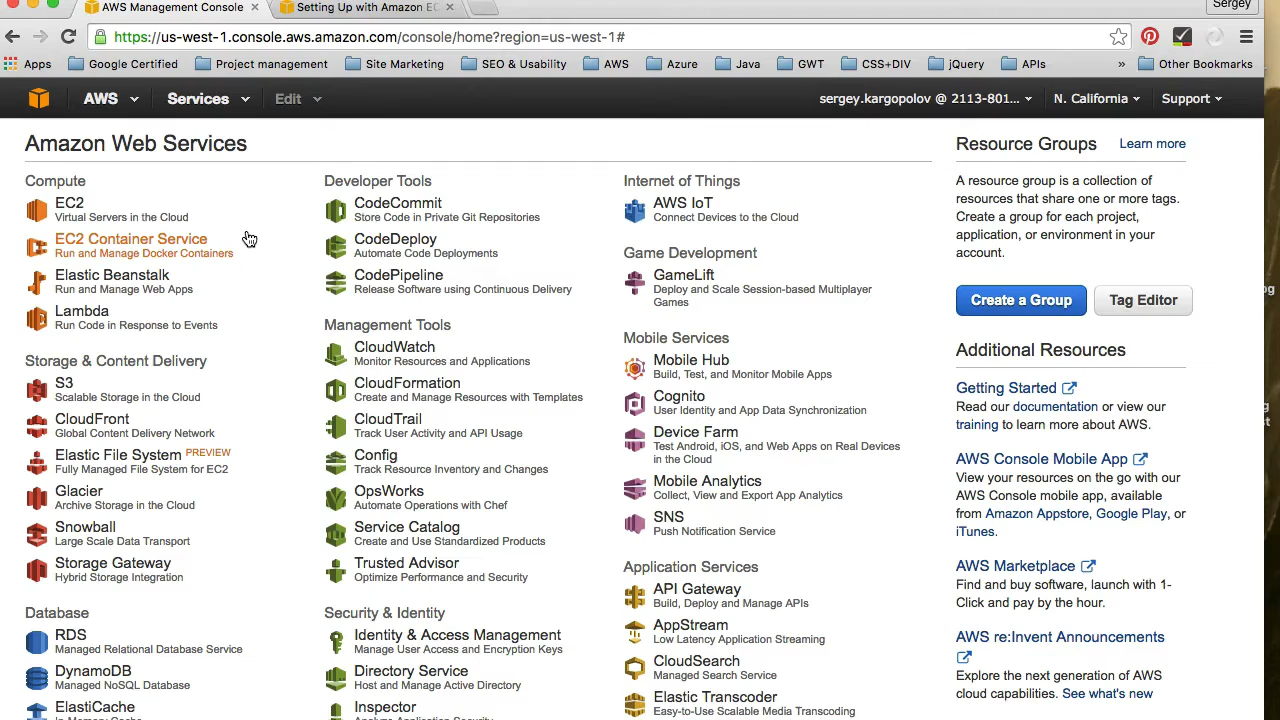 AWS Management Console
Setting Up with Amazon EC
Sergey
https://us-west-1.console.aws.amazon.com/console/home?region=us-west-1#
Apps
Google Certified
Project management
Site Marketing
SEO & Usability
AWS
Azure
Java
GWT
CSS+DIV
jQuery
APIs
»
Other Bookmarks
AWS
Services
Edit
sergey.kargopolov @ 2113-801...
N. California
Support
Amazon Web Services
Compute
EC2
Virtual Servers in the Cloud
EC2 Container Service
Run and Manage Docker Containers
Elastic Beanstalk
Run and Manage Web Apps
Lambda
Run Code in Response to Events
Storage & Content Delivery
S3
Scalable Storage in the Cloud
CloudFront
Global Content Delivery Network
Elastic File System PREVIEW
Fully Managed File System for EC2
Glacier
Archive Storage in the Cloud
Snowball
Large Scale Data Transport
Storage Gateway
Hybrid Storage Integration
Database
RDS
Managed Relational Database Service
DynamoDB
Managed NoSQL Database
ElastiCache
In-Memory Cache
Developer Tools
CodeCommit
Store Code in Private Git Repositories
CodeDeploy
Automate Code Deployments
CodePipeline
Release Software using Continuous Delivery
Management Tools
CloudWatch
Monitor Resources and Applications
CloudFormation
Create and Manage Resources with Templates
CloudTrail
Track User Activity and API Usage
Config
Track Resource Inventory and Changes
OpsWorks
Automate Operations with Chef
Service Catalog
Create and Use Standardized Products
Trusted Advisor
Optimize Performance and Security
Security & Identity
Identity & Access Management
Manage User Access and Encryption Keys
Directory Service
Host and Manage Active Directory
Inspector
Analyze Application Security
Internet of Things
AWS IoT
Connect Devices to the Cloud
Game Development
GameLift
Deploy and Scale Session-based Multiplayer
Games
Mobile Services
Mobile Hub
Build, Test, and Monitor Mobile Apps
Cognito
User Identity and App Data Synchronization
Device Farm
Test Android, iOS, and Web Apps on Real Devices
in the Cloud
Mobile Analytics
Collect, View and Export App Analytics
SNS
Push Notification Service
Application Services
API Gateway
Build, Deploy and Manage APIs
AppStream
Low Latency Application Streaming
CloudSearch
Managed Search Service
Elastic Transcoder
Easy-to-Use Scalable Media Transcoding
Resource Groups
Learn more
A resource group is a collection of
resources that share one or more tags.
Create a group for each project,
application, or environment in your
account.
Create a Group
Tag Editor
Additional Resources
Getting Started
Read our documentation or view our
training to learn more about AWS.
AWS Console Mobile App
View your resources on the go with our
AWS Console mobile app, available
from Amazon Appstore, Google Play, or
iTunes.
AWS Marketplace
Find and buy software, launch with 1-
Click and pay by the hour.
AWS re:Invent Announcements
Explore the next generation of AWS
cloud capabilities. See what's new